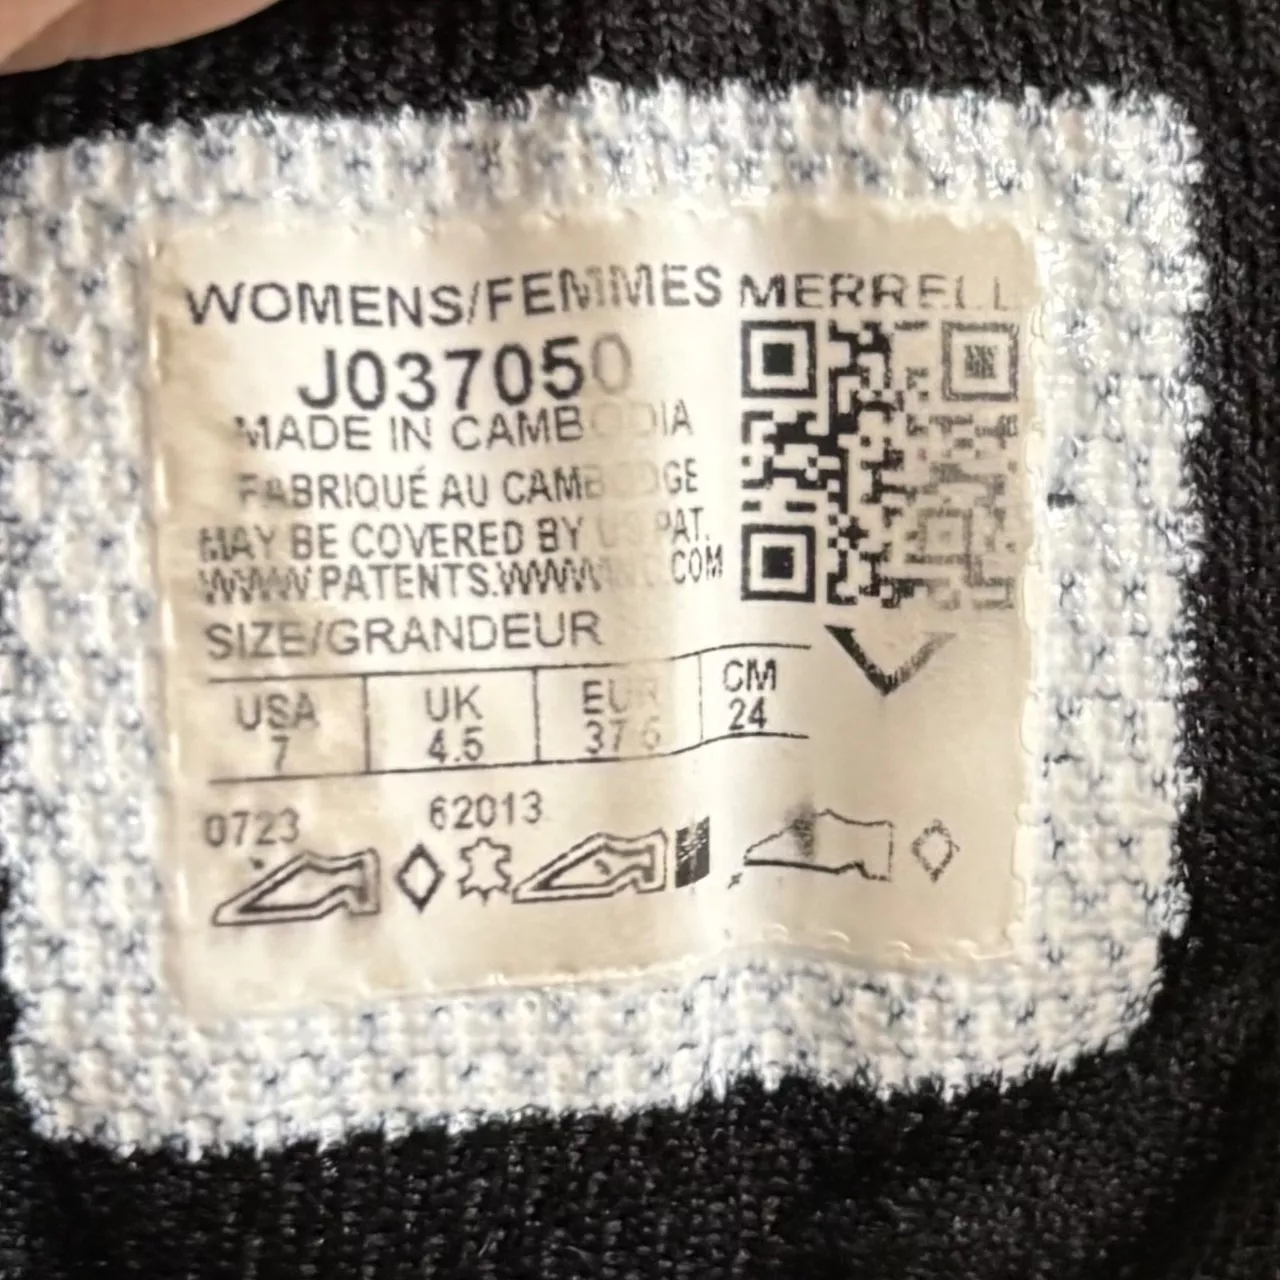 WOMENS/FEMMES MERRELL
J037050
MADE IN CAMBODIA
FABRIQUÉ AU CAMBODGE
MAY BE COVERED BY US PAT.
WWW.PATENTS.WWWINC.COM
SIZE/GRANDEUR
USA UK EUR CM
7 4.5 37.5 24
0723 62013